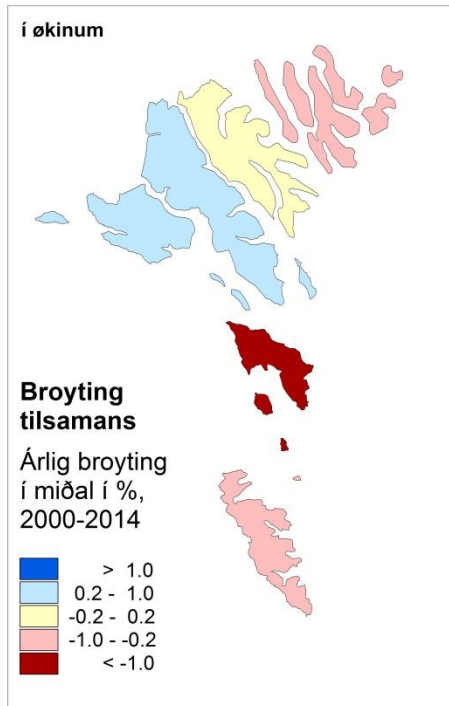 í økinum
Broyting
tilsamans
Árlig broyting
í miðal í %,
2000-2014
> 1.0
0.2 - 1.0
-0.2 - 0.2
-1.0 - -0.2
< -1.0